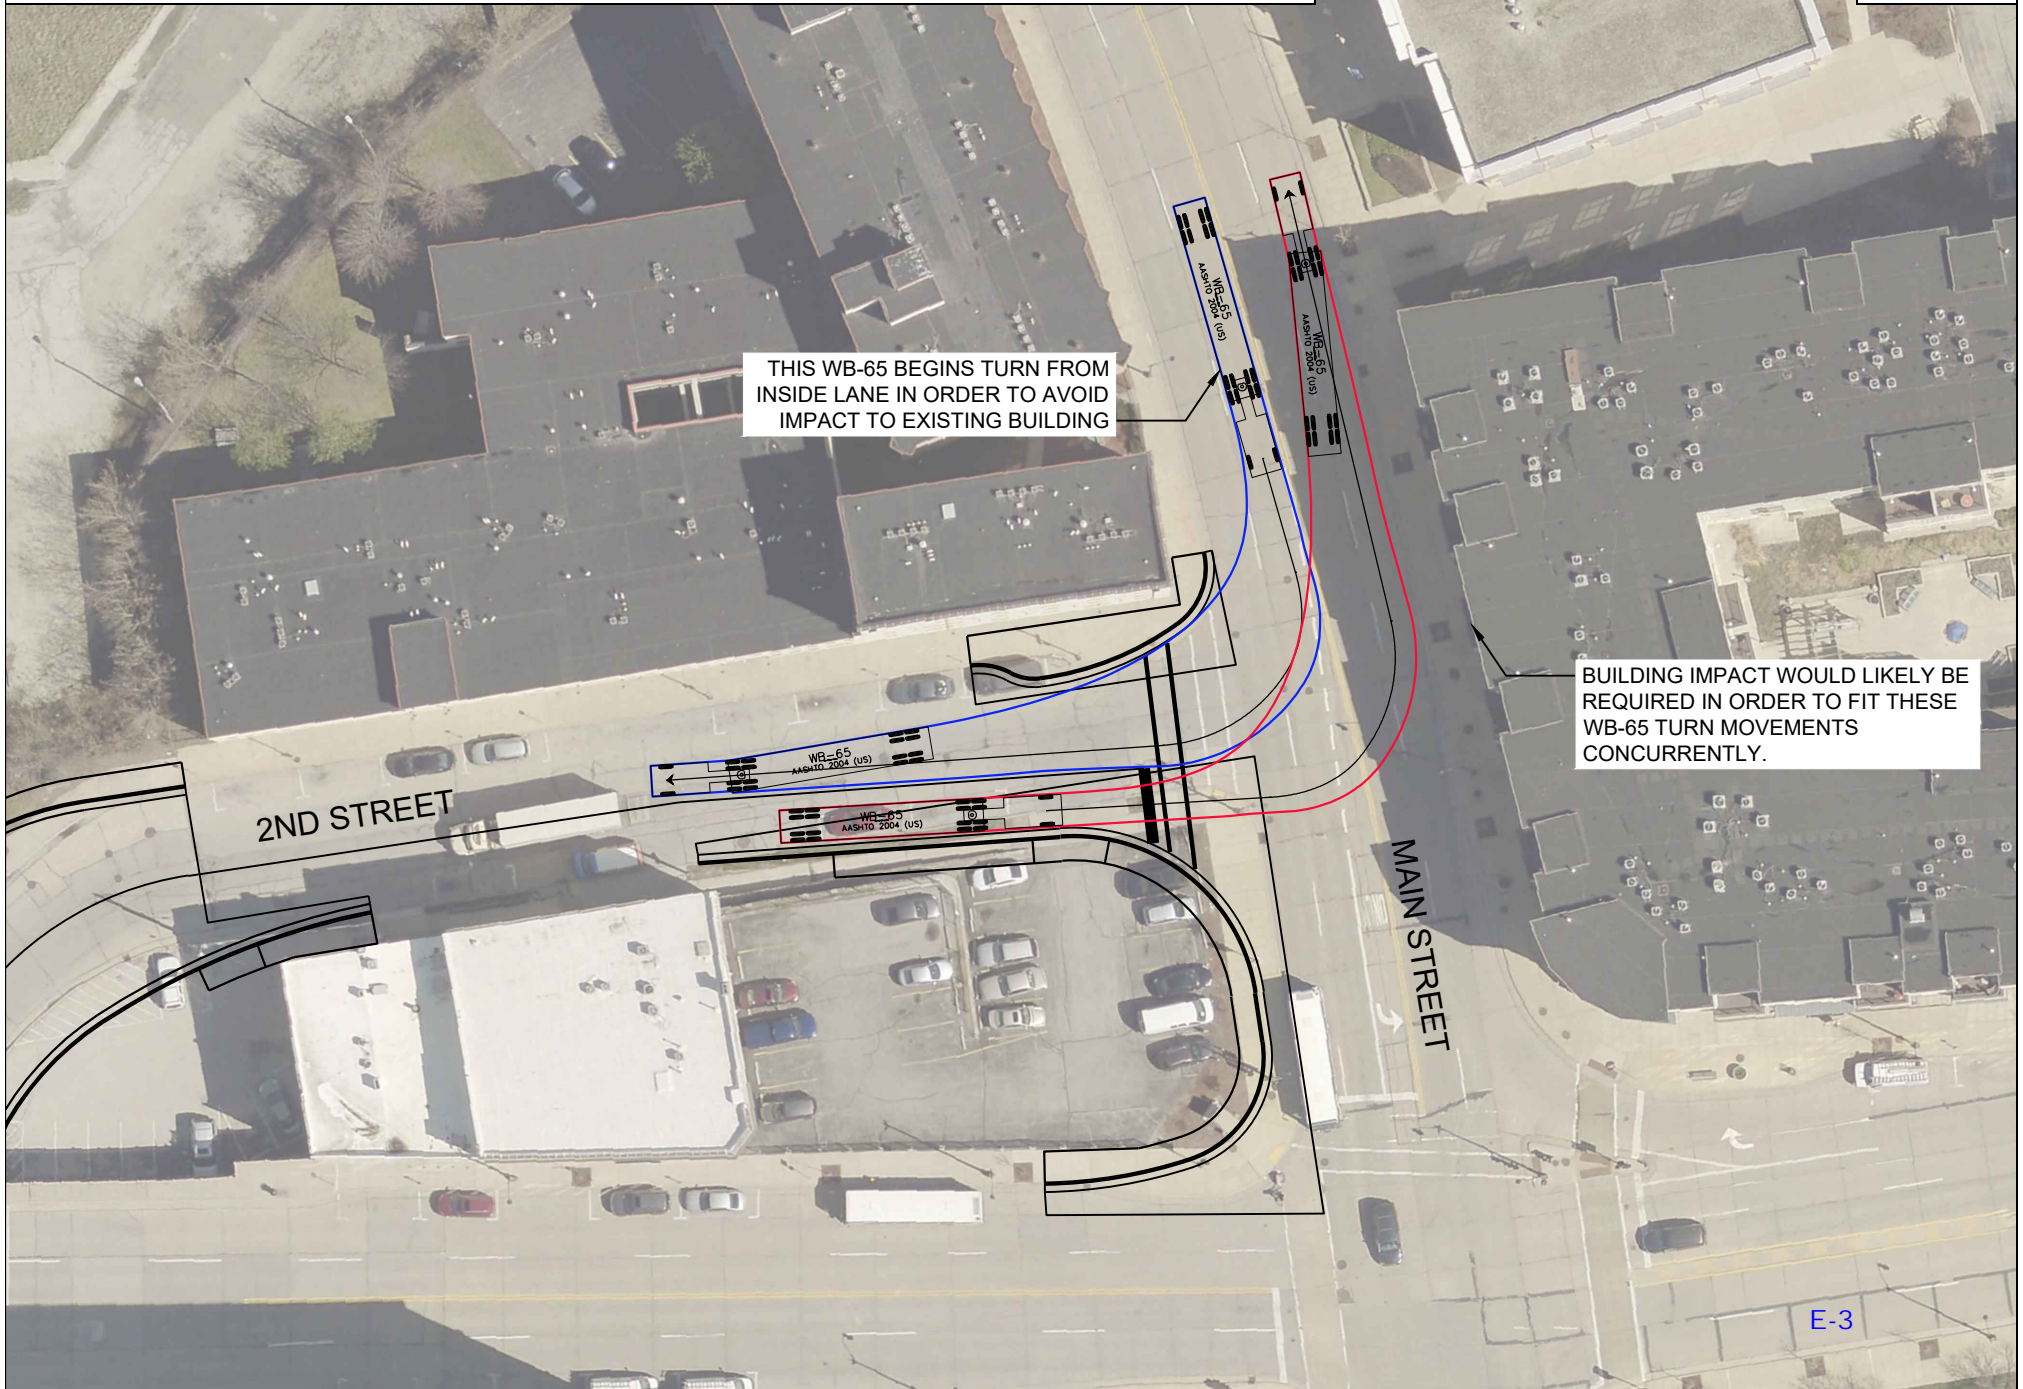 THIS WB-65 BEGINS TURN FROM
INSIDE LANE IN ORDER TO AVOID
IMPACT TO EXISTING BUILDING
WB-65
AASHTO 2004 (US)
WB-65
AASHTO 2004 (US)
BUILDING IMPACT WOULD LIKELY BE
REQUIRED IN ORDER TO FIT THESE
WB-65 TURN MOVEMENTS
CONCURRENTLY.
WB-65
AASHTO 2004 (US)
WB-65
AASHTO 2004 (US)
2ND STREET
MAIN STREET
E-3